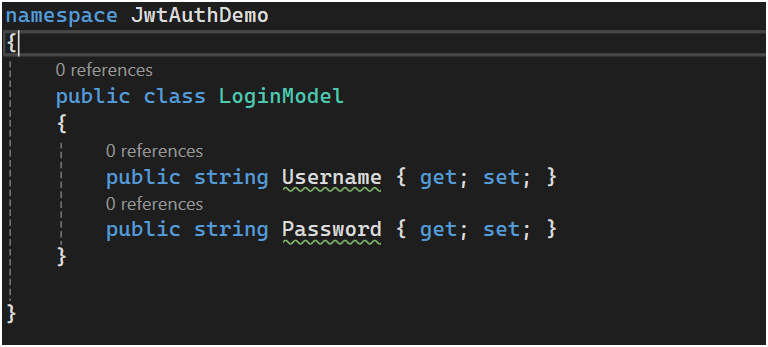 namespace JwtAuthDemo
{
0 references
public class LoginModel
{
0 references
public string Username { get; set; }
0 references
public string Password { get; set; }
}
}